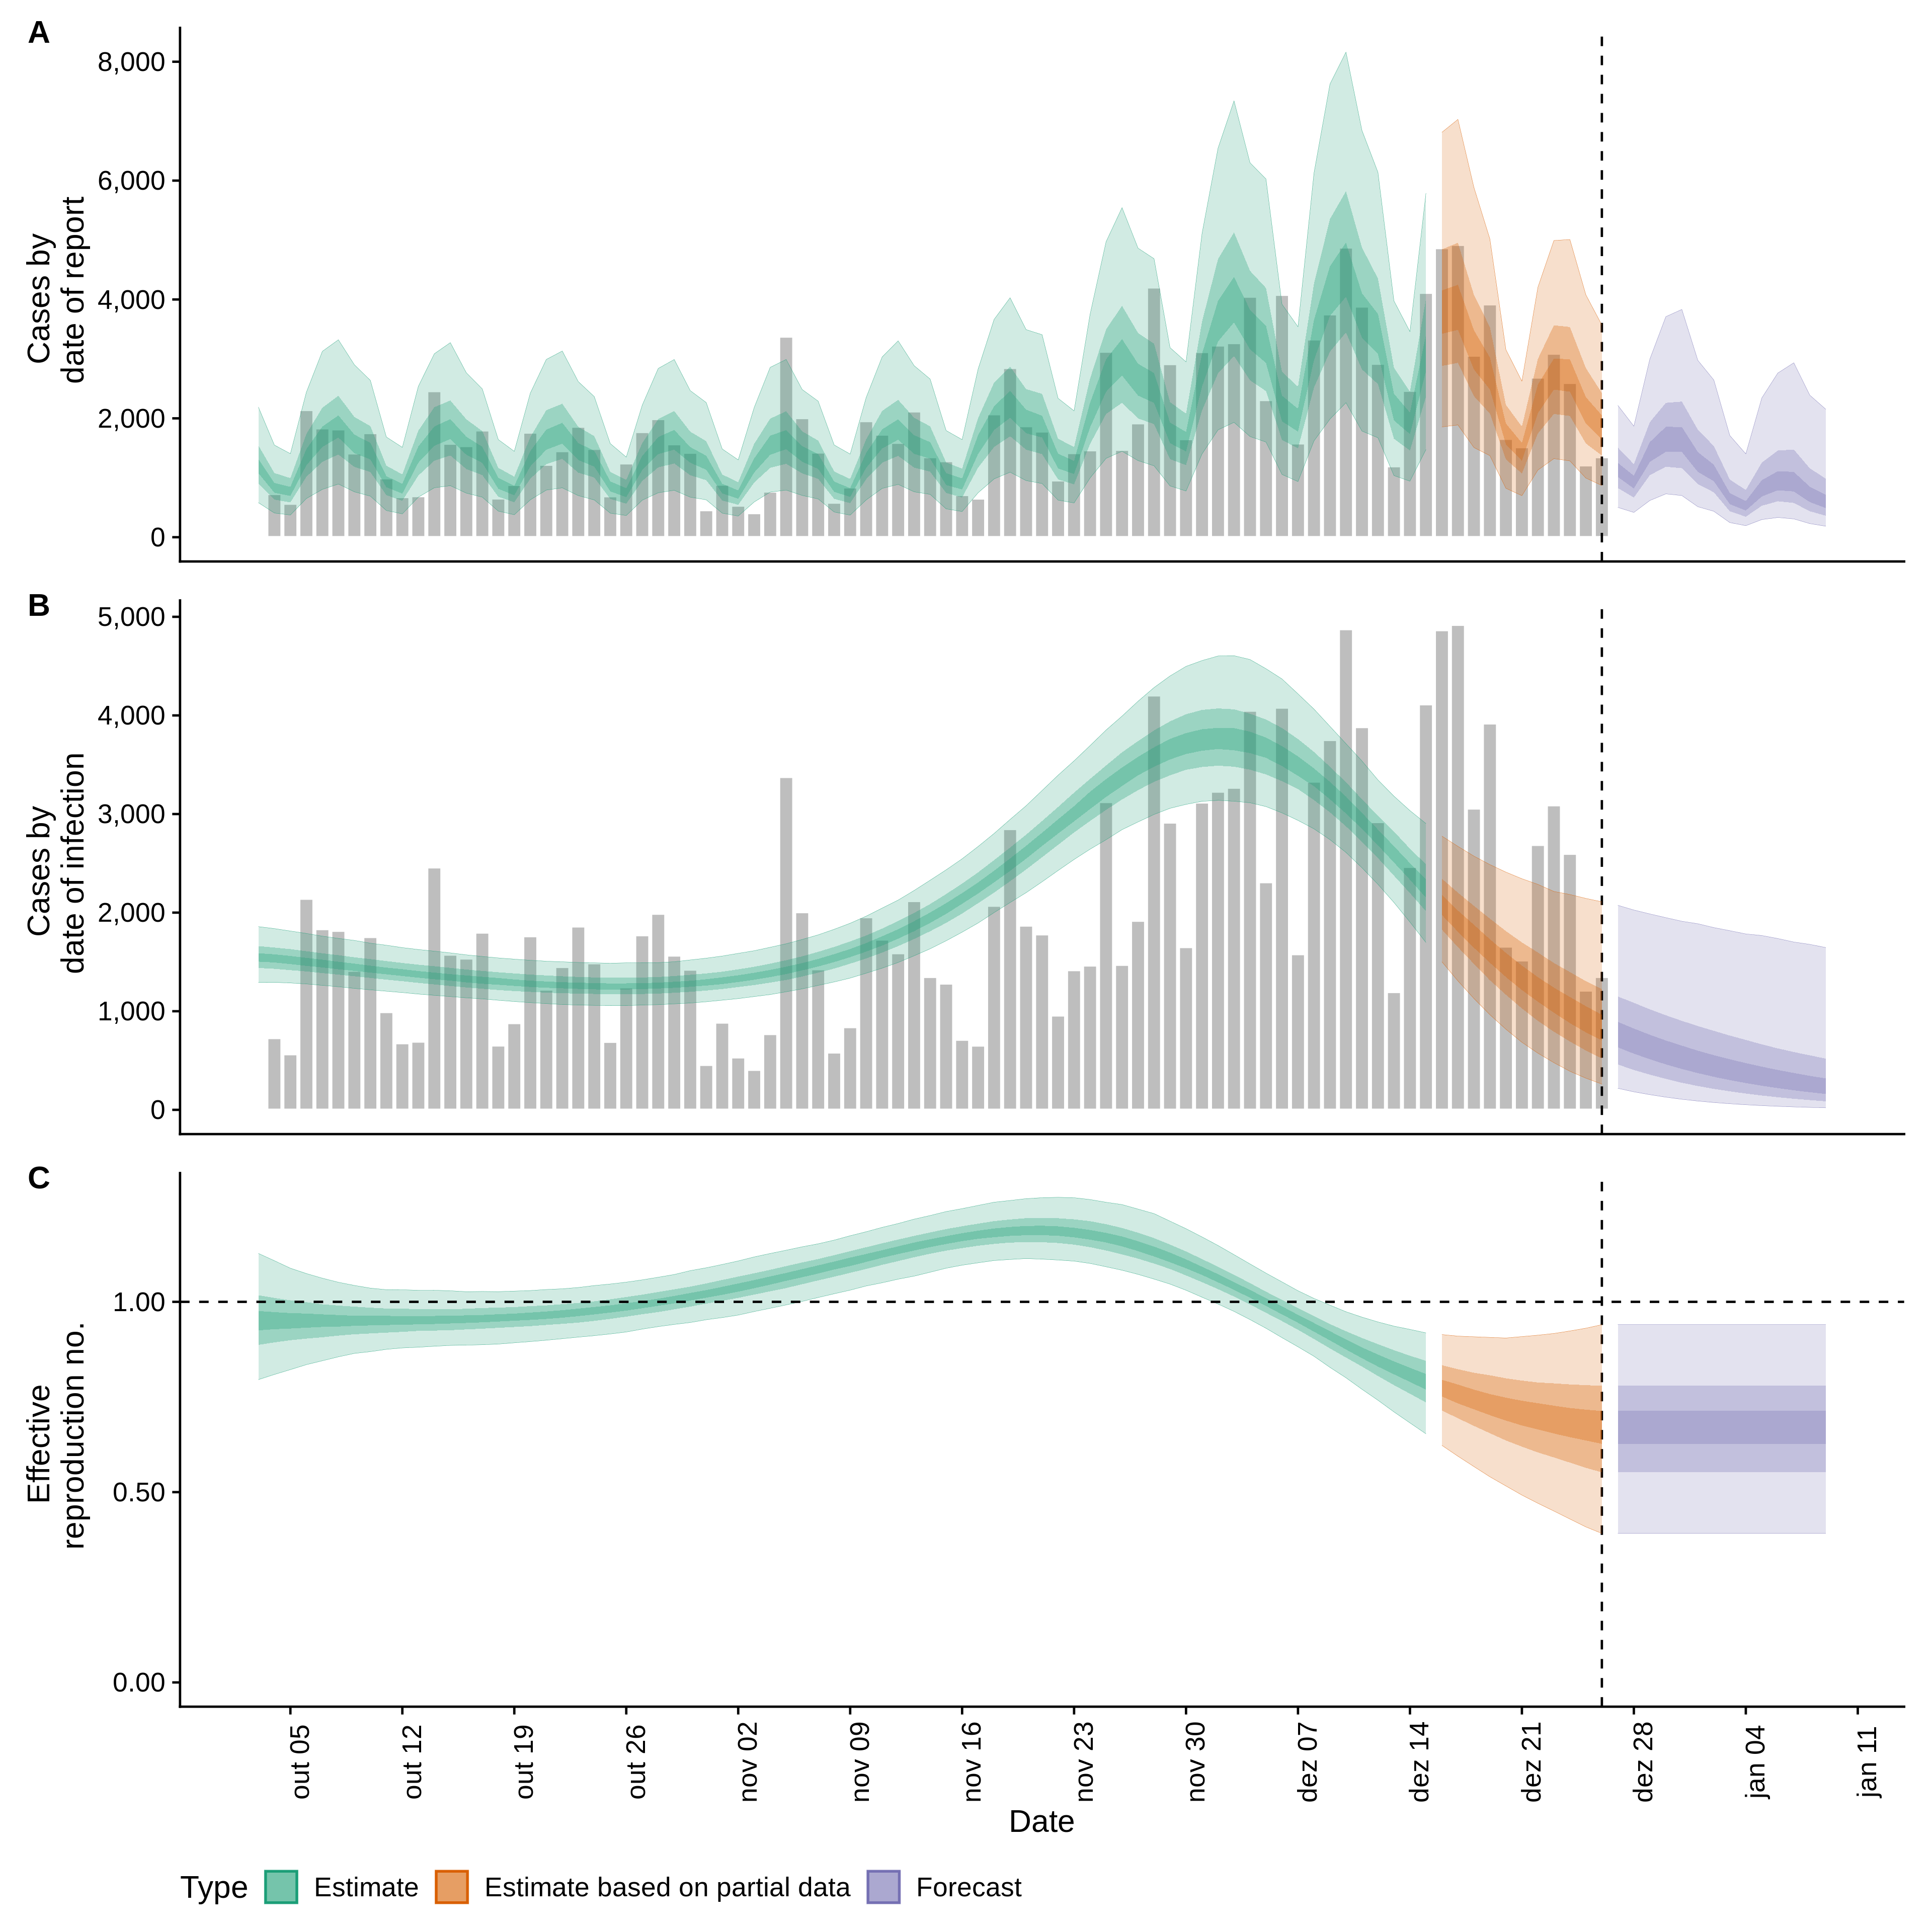 A
8,000
6,000
4,000
2,000
0
Cases by
date of report
B
5,000
4,000
3,000
2,000
1,000
0
Cases by
date of infection
C
1.00
0.50
0.00
Effective
reproduction no.
out 05
out 12
out 19
out 26
nov 02
nov 09
nov 16
nov 23
nov 30
dez 07
dez 14
dez 21
dez 28
jan 04
jan 11
Date
Type
Estimate
Estimate based on partial data
Forecast